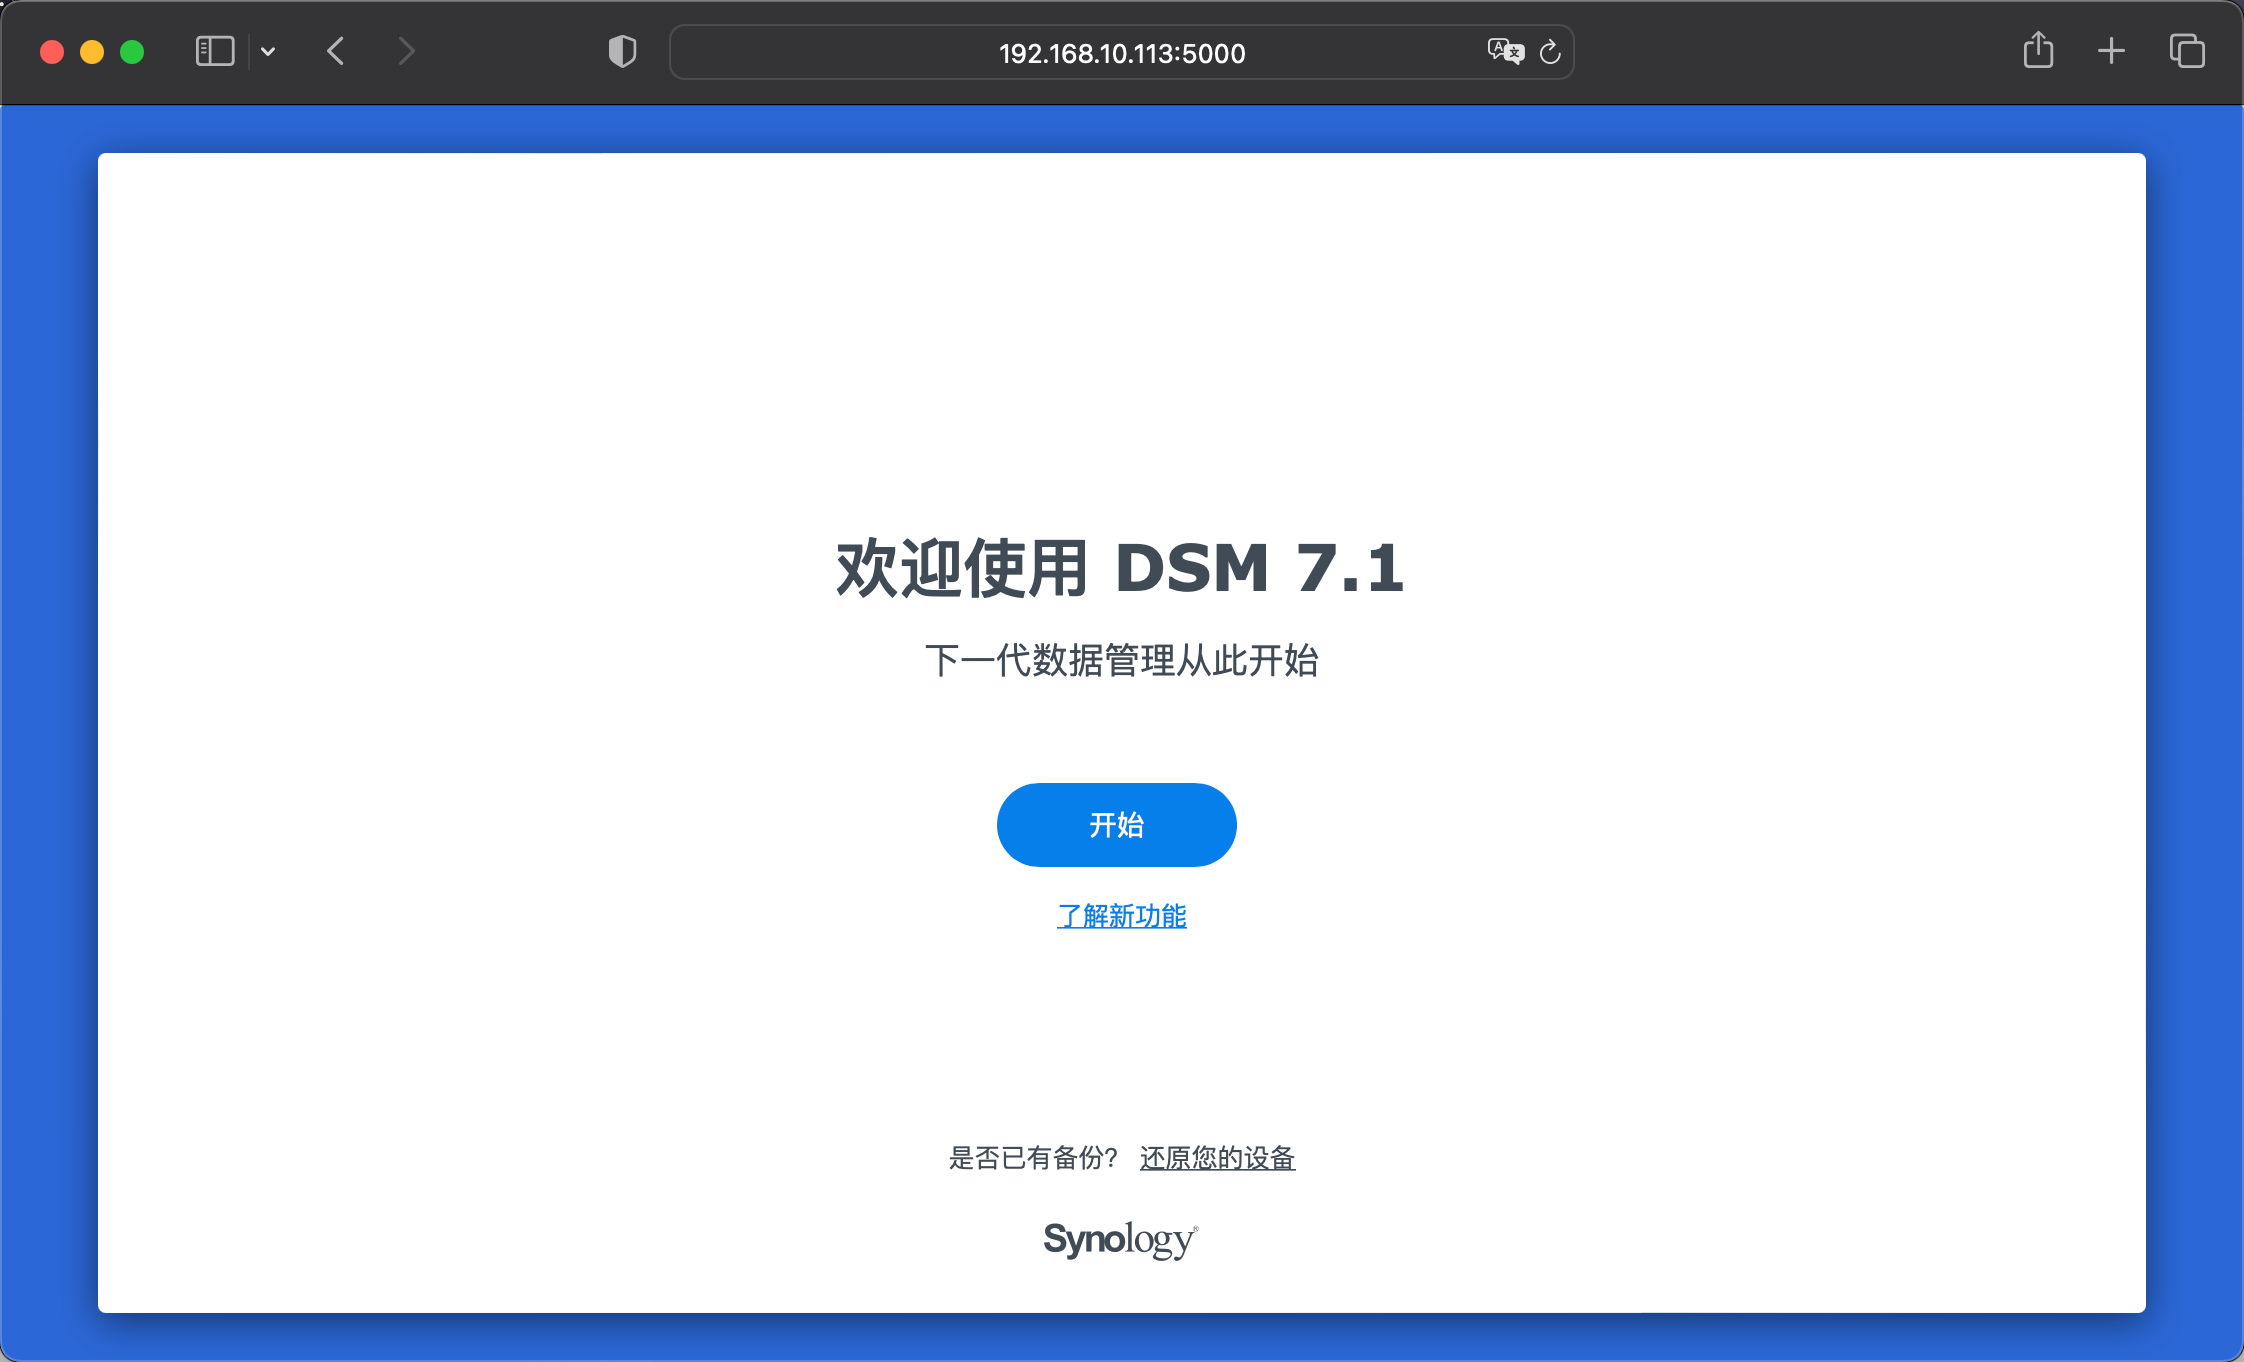 192.168.10.113:5000
欢迎使用 DSM 7.1
下一代数据管理从此开始
开始
了解新功能
是否已有备份? 还原您的设备
Synology®